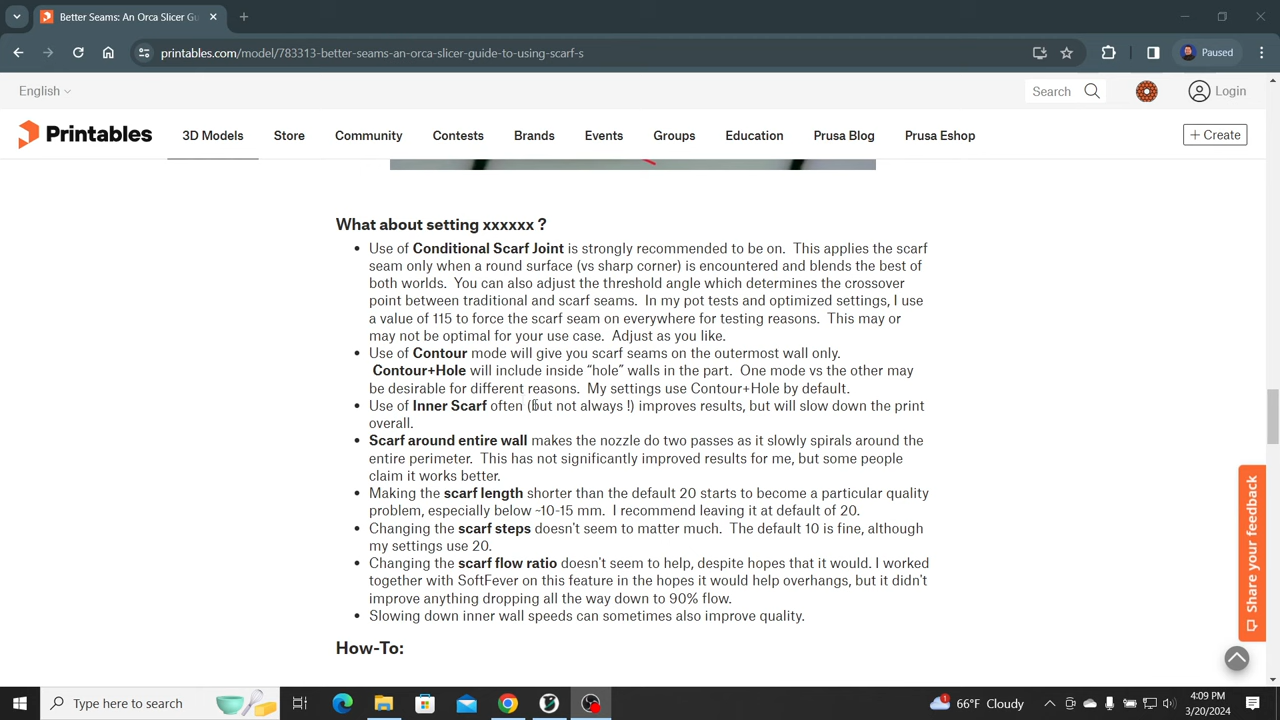 Better Seams: An Orca Slicer Gu
printables.com/model/783313-better-seams-an-orca-slicer-guide-to-using-scarf-s
Paused
English
Search
Login
Printables
3D Models
Store
Community
Contests
Brands
Events
Groups
Education
Prusa Blog
Prusa Eshop
+ Create
What about setting xxxxxx ?
• Use of Conditional Scarf Joint is strongly recommended to be on. This applies the scarf
seam only when a round surface (vs sharp corner) is encountered and blends the best of
both worlds. You can also adjust the threshold angle which determines the crossover
point between traditional and scarf seams. In my pot tests and optimized settings, I use
a value of 115 to force the scarf seam on everywhere for testing reasons. This may or
may not be optimal for your use case. Adjust as you like.
• Use of Contour mode will give you scarf seams on the outermost wall only.
Contour+Hole will include inside “hole” walls in the part. One mode vs the other may
be desirable for different reasons. My settings use Contour+Hole by default.
• Use of Inner Scarf often (but not always !) improves results, but will slow down the print
overall.
• Scarf around entire wall makes the nozzle do two passes as it slowly spirals around the
entire perimeter. This has not significantly improved results for me, but some people
claim it works better.
• Making the scarf length shorter than the default 20 starts to become a particular quality
problem, especially below ~10-15 mm. I recommend leaving it at default of 20.
• Changing the scarf steps doesn't seem to matter much. The default 10 is fine, although
my settings use 20.
• Changing the scarf flow ratio doesn't seem to help, despite hopes that it would. I worked
together with SoftFever on this feature in the hopes it would help overhangs, but it didn't
improve anything dropping all the way down to 90% flow.
• Slowing down inner wall speeds can sometimes also improve quality.
How-To:
Share your feedback
Type here to search
1
66°F Cloudy
4:09 PM
3/20/2024